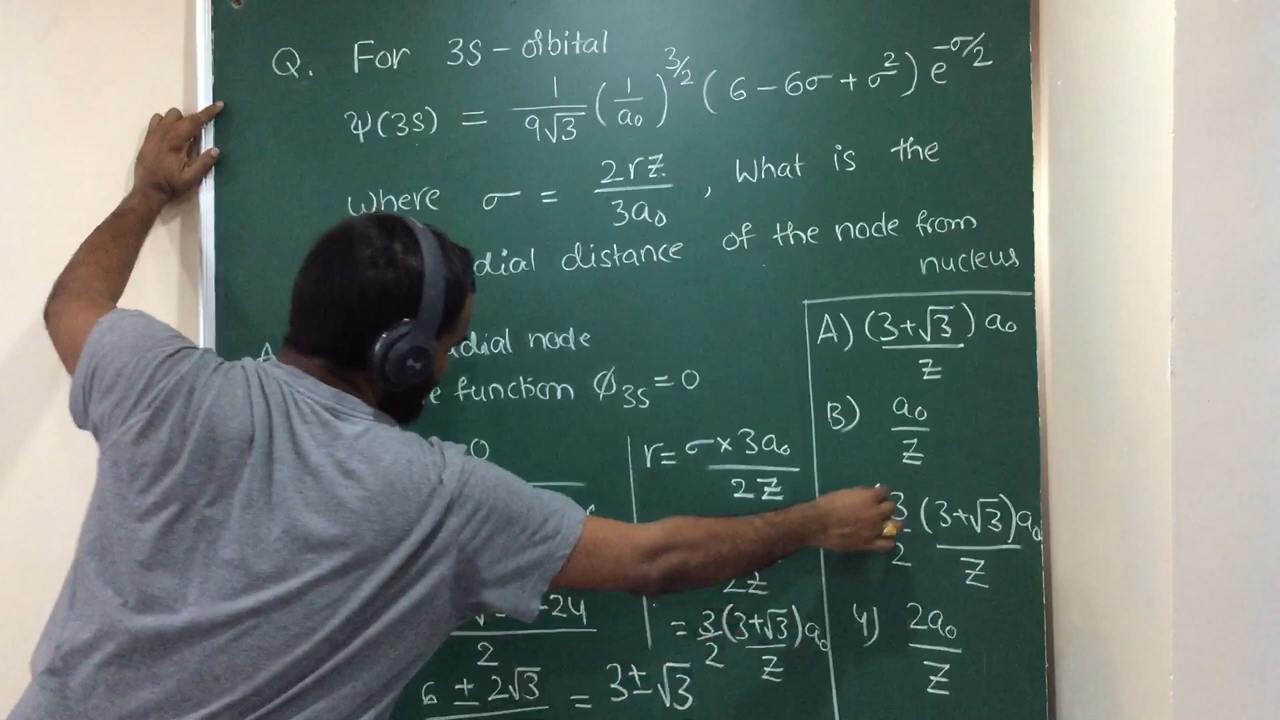 Q. For 3S-orbital
ψ(3S) = 1/9√3 (1/a₀)^3/2 (6 - 6σ + σ²) e^-σ/2
where σ = 2rZ/3a₀, What is the
dial distance of the node from
nucleus
dial node
function ϕ3S = 0
0
-24
2
6 ± 2√3 = 3±√3
r = σ × 3a₀/2Z
2Z
= 3/2 (3+√3)a₀/Z
A) (3+√3) a₀/Z
B) a₀/Z
3/2 (3+√3)a₀/Z
4) 2a₀/Z